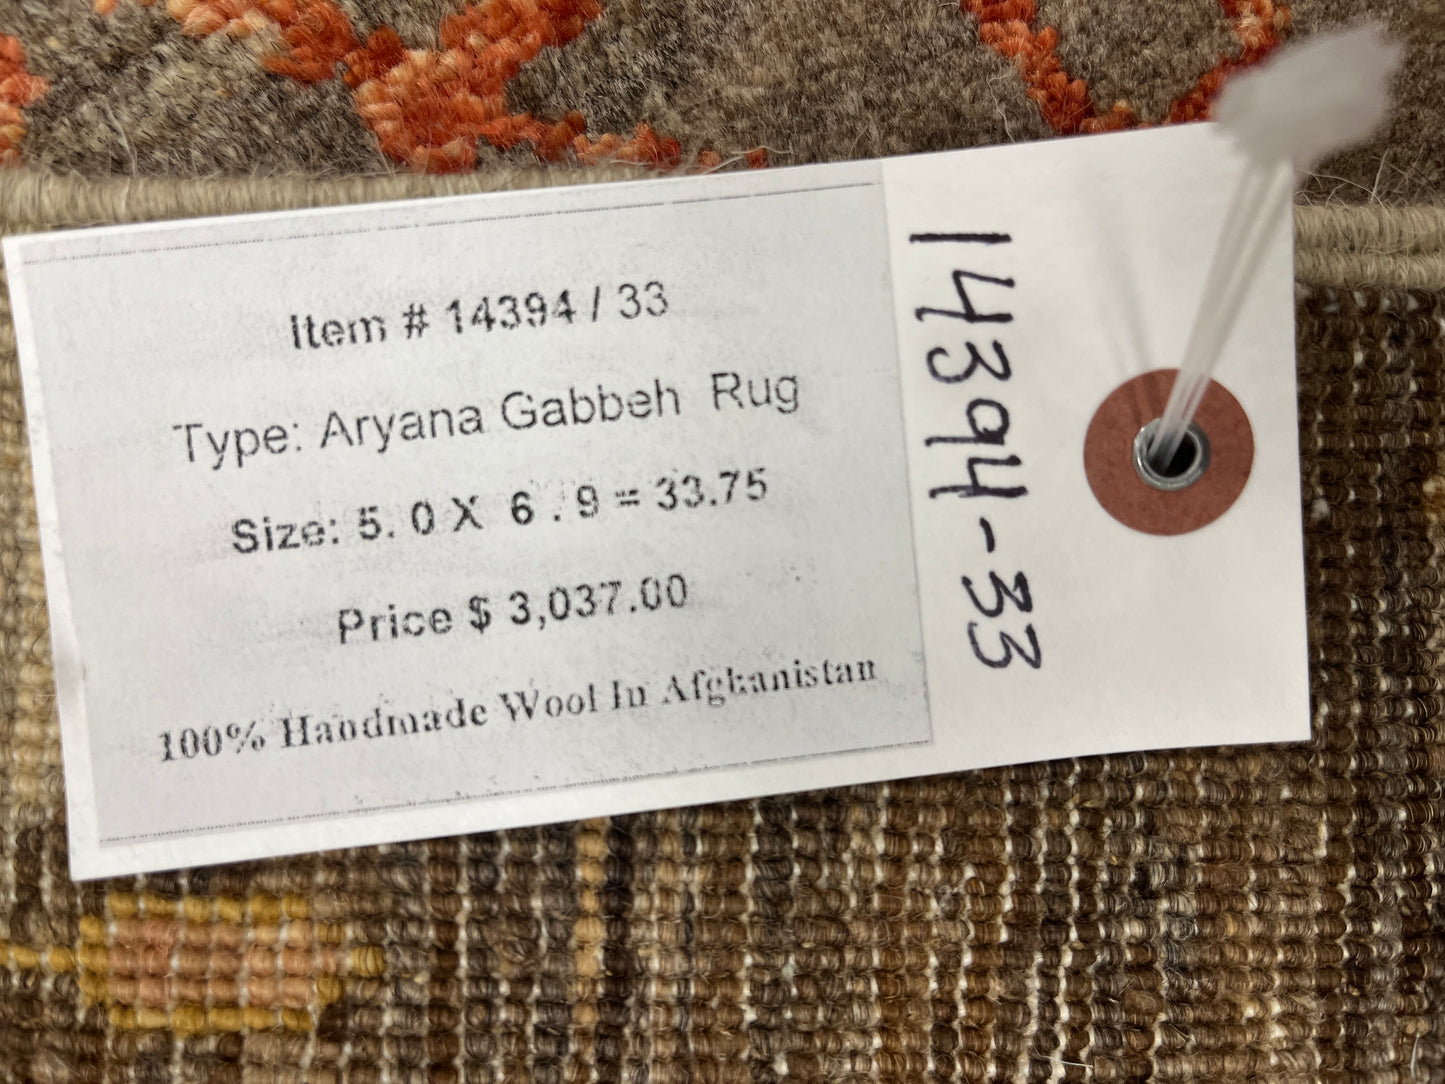 Item # 14394 / 33
Type: Aryana Gabbeh Rug
Size: 5. 0 X 6 . 9 = 33.75
Price $ 3,037.00
100% Handmade Wool In Afghanistan
14394-33